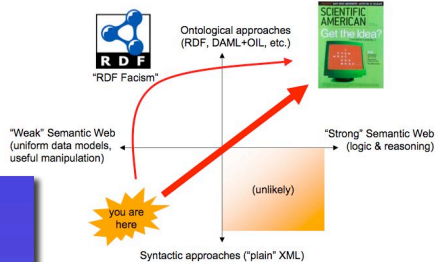 RDF
"RDF Facism"
Ontological approaches
(RDF, DAML+OIL, etc.)
SCIENTIFIC
AMERICAN
Get the Idea?
"Weak" Semantic Web
(uniform data models,
useful manipulation)
"Strong" Semantic Web
(logic & reasoning)
(unlikely)
you are
here
Syntactic approaches ("plain" XML)